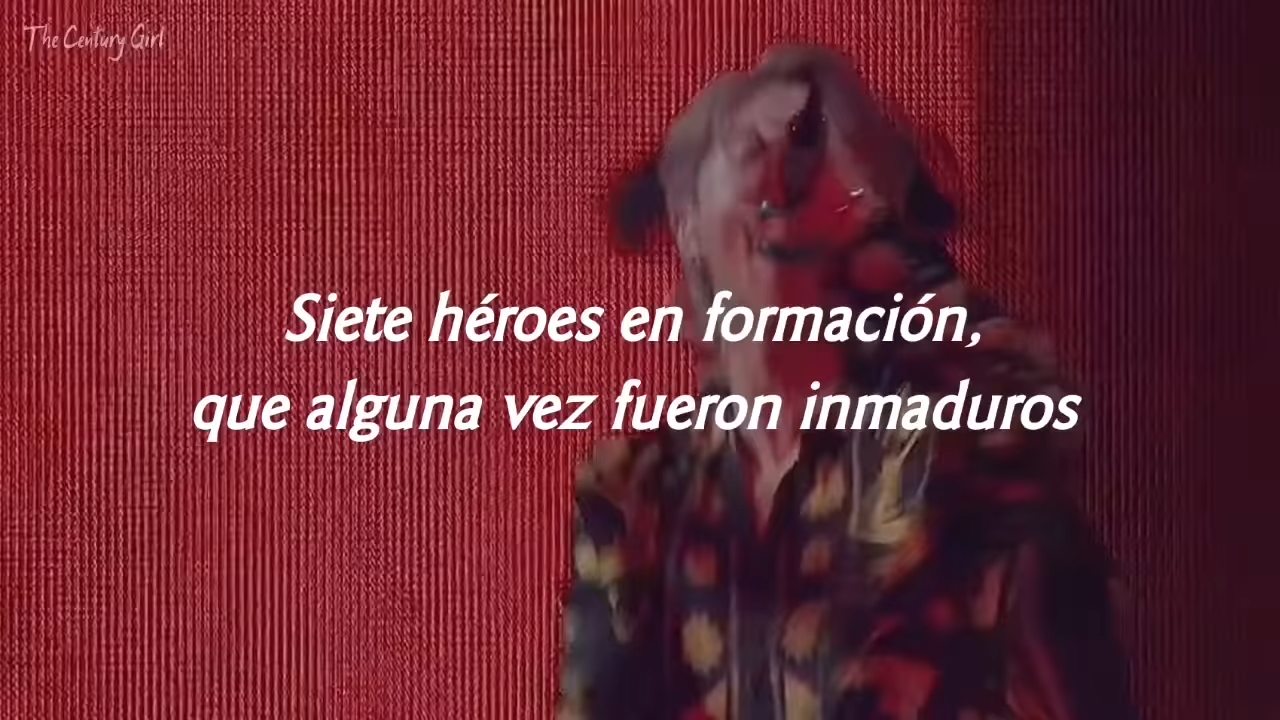 The Century Girl
Siete héroes en formación,
que alguna vez fueron inmaduros